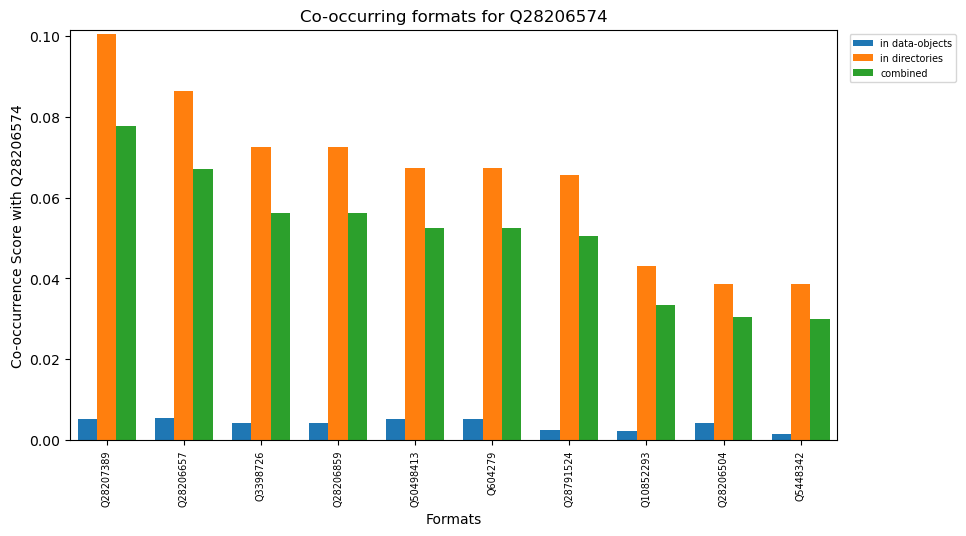 Co-occurring formats for Q28206574
Co-occurrence Score with Q28206574
0.10
0.08
0.06
0.04
0.02
0.00
Q28207389
Q28206657
Q3398726
Q28206859
Q50498413
Q604279
Q28791524
Q10852293
Q28206504
Q5448342
Formats
in data-objects
in directories
combined